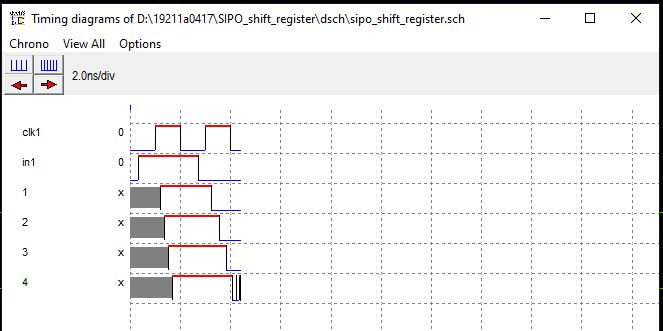 Timing diagrams of D:\19211a0417\SIPO_shift_register\dsch\sipo_shift_register.sch
Chrono View All Options
2.0ns/div
clk1 0
in1 0
1 x
2 x
3 x
4 x